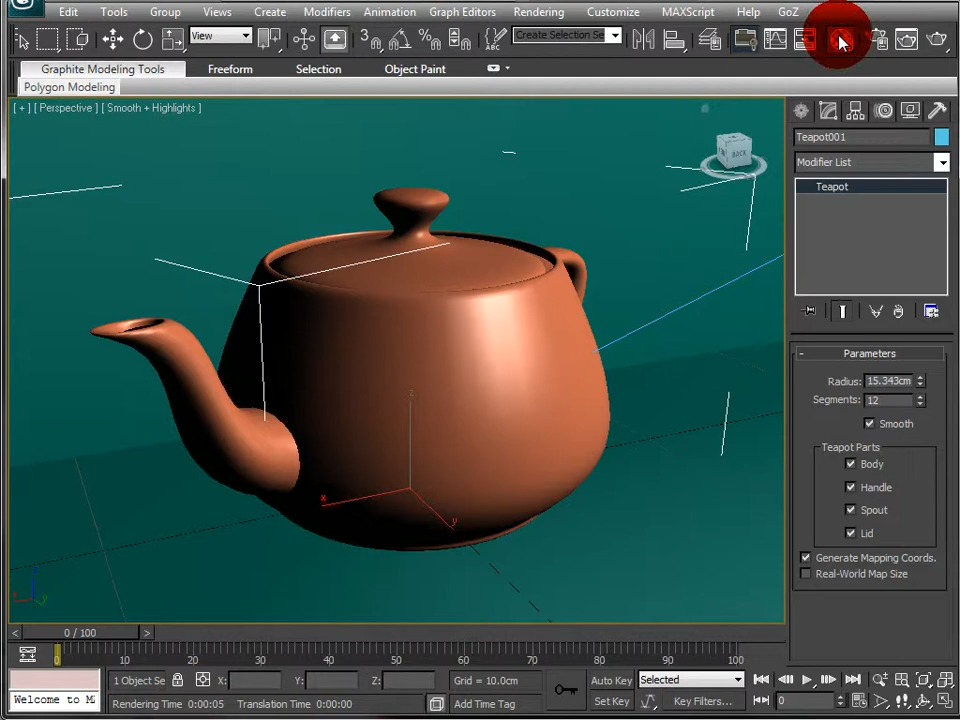 Edit Tools Group Views Create Modifiers Animation Graph Editors Rendering Customize MAXScript Help GoZ
View 3 Create Selection Se
Graphite Modeling Tools Freeform Selection Object Paint
Polygon Modeling
[ + ] [ Perspective ] [ Smooth + Highlights ]
BACK
Teapot001
Modifier List
Teapot
Parameters
Radius: 15.343cm
Segments: 12
Smooth
Teapot Parts
Body
Handle
Spout
Lid
Generate Mapping Coords.
Real-World Map Size
z
x
y
z
y
< 0 / 100 >
0 10 20 30 40 50 60 70 80 90 100
1 Object Se X: Y: Z: Grid = 10.0cm Auto Key Selected
Welcome to M Rendering Time 0:00:05 Translation Time 0:00:00 Add Time Tag Set Key Key Filters... 0